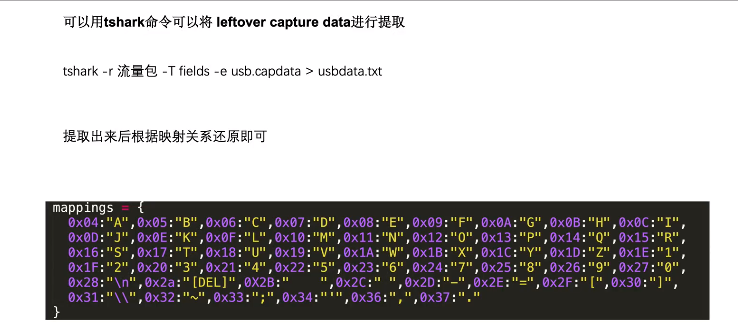 可以用tshark命令可以将 leftover capture data进行提取
tshark -r 流量包 -T fields -e usb.capdata > usbdata.txt
提取出来后根据映射关系还原即可
mappings = {
0x04:"A",0x05:"B",0x06:"C",0x07:"D",0x08:"E",0x09:"F",0x0A:"G",0x0B:"H",0x0C:"I",
0x0D:"J",0x0E:"K",0x0F:"L",0x10:"M",0x11:"N",0x12:"O",0x13:"P",0x14:"Q",0x15:"R",
0x16:"S",0x17:"T",0x18:"U",0x19:"V",0x1A:"W",0x1B:"X",0x1C:"Y",0x1D:"Z",0x1E:"1",
0x1F:"2",0x20:"3",0x21:"4",0x22:"5",0x23:"6",0x24:"7",0x25:"8",0x26:"9",0x27:"0",
0x28:"\n",0x2a:"[DEL]",0X2B:"    ",0x2C:" ",0x2D:"-",0x2E:"=",0x2F:"[",0x30:"]",
0x31:"\\",0x32:"~",0x33:";",0x34:"'",0x36:",",0x37:"."
}